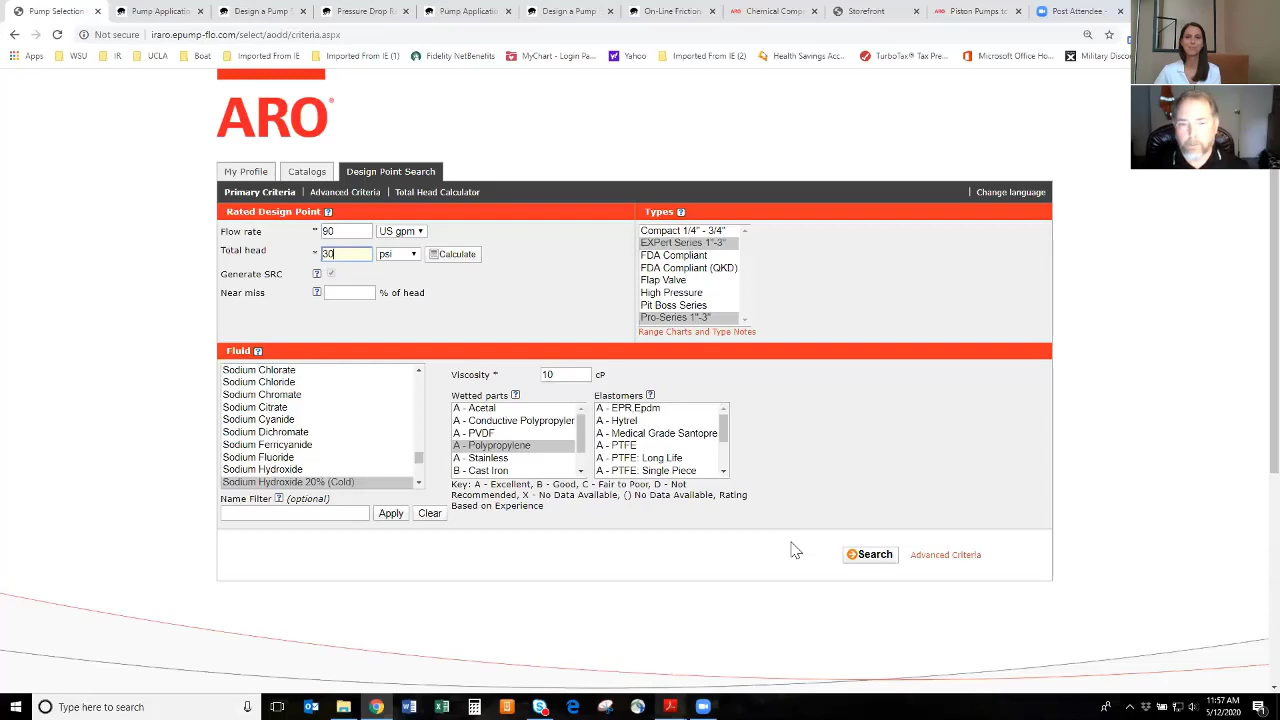 Pump Selection
Pump Applicatio
Design a Pump S
Pressure Drop R
Pump Applicatio
Design a Pump
On-Line Friction
Chemical Comp
Storefront
Piston Pumps to
Post Attendee -
Not secure | iraro.epump-flo.com/select/aodd/criteria.aspx
Apps WSU IR UCLA Boat Imported From IE Imported From IE (1) Fidelity NetBenefits MyChart - Login Pa... Yahoo Imported From IE (2) Health Savings Acc... TurboTax® Tax Pre... Microsoft Office Ho... Military Disco
ARO®
My Profile Catalogs Design Point Search
Primary Criteria | Advanced Criteria | Total Head Calculator | Change language
Rated Design Point ?
Flow rate * 90 US gpm
Total head * 30 psi Calculate
Generate SRC ?
Near miss ? % of head
Types ?
Compact 1/4" - 3/4"
EXPert Series 1"-3"
FDA Compliant
FDA Compliant (QKD)
Flap Valve
High Pressure
Pit Boss Series
Pro-Series 1"-3"
Range Charts and Type Notes
Fluid ?
Sodium Chlorate
Sodium Chloride
Sodium Chromate
Sodium Citrate
Sodium Cyanide
Sodium Dichromate
Sodium Ferricyanide
Sodium Fluoride
Sodium Hydroxide
Sodium Hydroxide 20% (Cold)
Name Filter ? (optional)
Apply Clear
Viscosity * 10 cP
Wetted parts ?
A - Acetal
A - Conductive Polypropyler
A - PVDF
A - Polypropylene
A - Stainless
B - Cast Iron
Elastomers ?
A - EPR,Epdm
A - Hytrel
A - Medical Grade Santopre
A - PTFE
A - PTFE: Long Life
A - PTFE: Single Piece
Key: A - Excellent, B - Good, C - Fair to Poor, D - Not
Recommended, X - No Data Available, () No Data Available, Rating
Based on Experience
Search Advanced Criteria
Type here to search
11:57 AM
5/12/2020